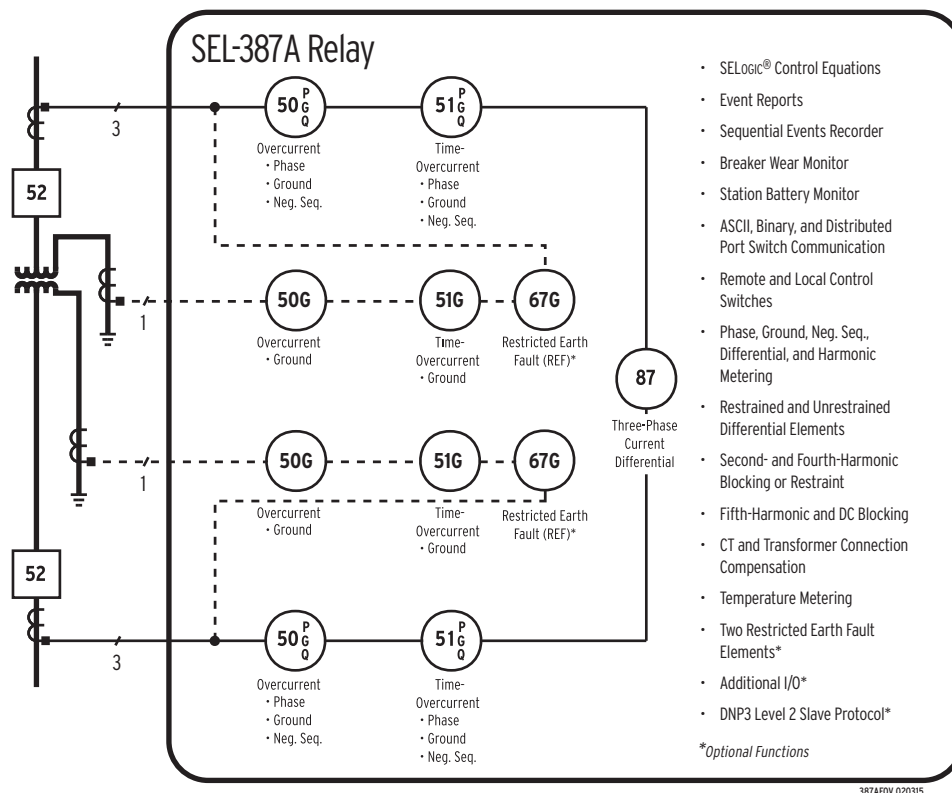 SEL-387A Relay
3
50 P G Q
Overcurrent
· Phase
· Ground
· Neg. Seq.
51 P G Q
Time-
Overcurrent
· Phase
· Ground
· Neg. Seq.
52
1
50G
Overcurrent
· Ground
51G
Time-
Overcurrent
· Ground
67G
Restricted Earth
Fault (REF)*
87
Three-Phase
Current
Differential
1
50G
Overcurrent
· Ground
51G
Time-
Overcurrent
· Ground
67G
Restricted Earth
Fault (REF)*
52
3
50 P G Q
Overcurrent
· Phase
· Ground
· Neg. Seq.
51 P G Q
Time-
Overcurrent
· Phase
· Ground
· Neg. Seq.
· SELOGIC® Control Equations
· Event Reports
· Sequential Events Recorder
· Breaker Wear Monitor
· Station Battery Monitor
· ASCII, Binary, and Distributed
Port Switch Communication
· Remote and Local Control
Switches
· Phase, Ground, Neg. Seq.,
Differential, and Harmonic
Metering
· Restrained and Unrestrained
Differential Elements
· Second- and Fourth-Harmonic
Blocking or Restraint
· Fifth-Harmonic and DC Blocking
· CT and Transformer Connection
Compensation
· Temperature Metering
· Two Restricted Earth Fault
Elements*
· Additional I/O*
· DNP3 Level 2 Slave Protocol*
*Optional Functions
387AFOV_020315